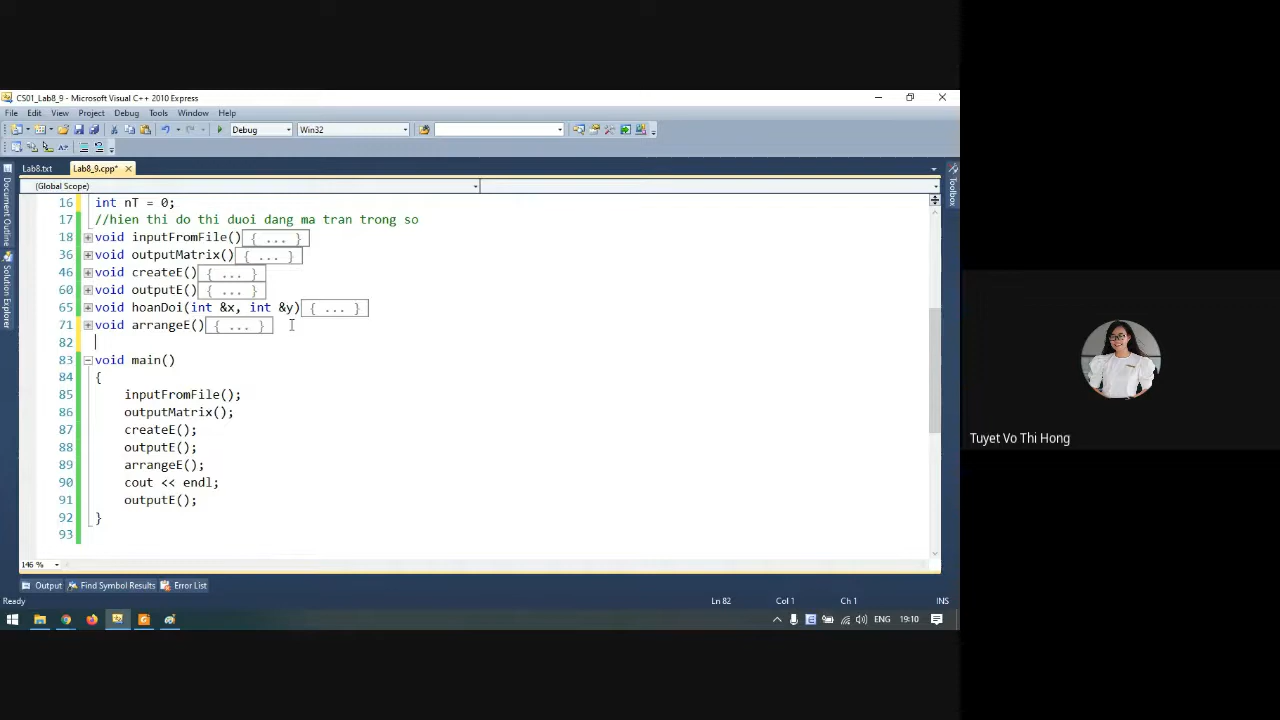 CS01_Lab8_9 - Microsoft Visual C++ 2010 Express
File Edit View Project Debug Tools Window Help
Debug Win32
Lab8.txt Lab8_9.cpp*
(Global Scope)
16 int nT = 0;
17 //hien thi do thi duoi dang ma tran trong so
18 void inputFromFile() { ... }
36 void outputMatrix() { ... }
46 void createE() { ... }
60 void outputE() { ... }
65 void hoanDoi(int &x, int &y) { ... }
71 void arrangeE() { ... }
82
83 void main()
84 {
85 inputFromFile();
86 outputMatrix();
87 createE();
88 outputE();
89 arrangeE();
90 cout << endl;
91 outputE();
92 }
93
146 %
Output Find Symbol Results Error List
Ready Ln 82 Col 1 Ch 1 INS
ENG 19:10
Document Outline
Solution Explorer
Toolbox
Tuyet Vo Thi Hong